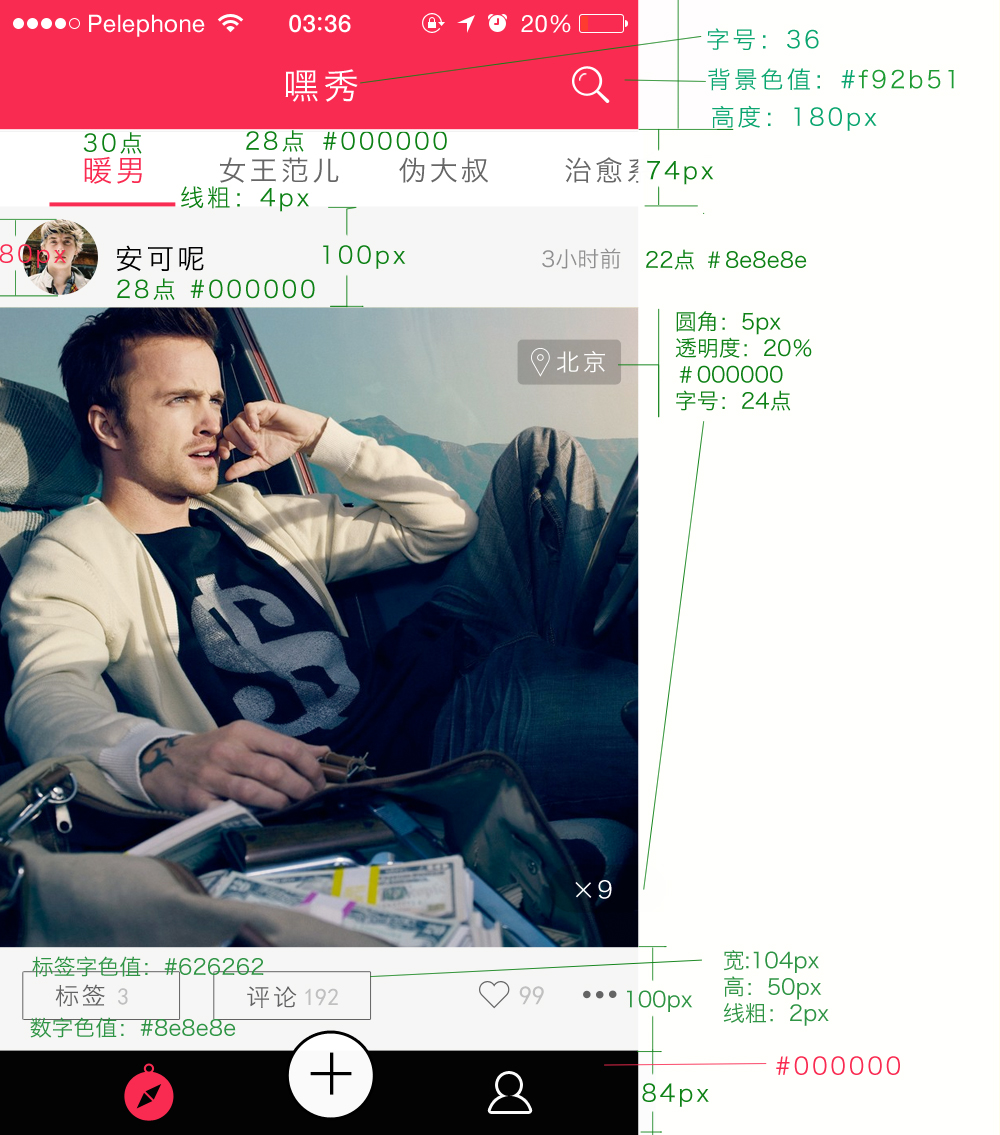 Pelephone 03:36 20%
字号：36
嘿秀
背景色值：#f92b51
高度：180px
30点 28点 #000000
暖男 女王范儿 伪大叔 治愈 74px
线粗：4px
80px 安可呢 100px 3小时前 22点 #8e8e8e
28点 #000000
圆角：5px
透明度：20%
#000000
字号：24点
北京
×9
标签字色值：#626262
标签 3 评论 192 99 100px
数字色值：#8e8e8e
宽:104px
高：50px
线粗：2px
#000000
84px